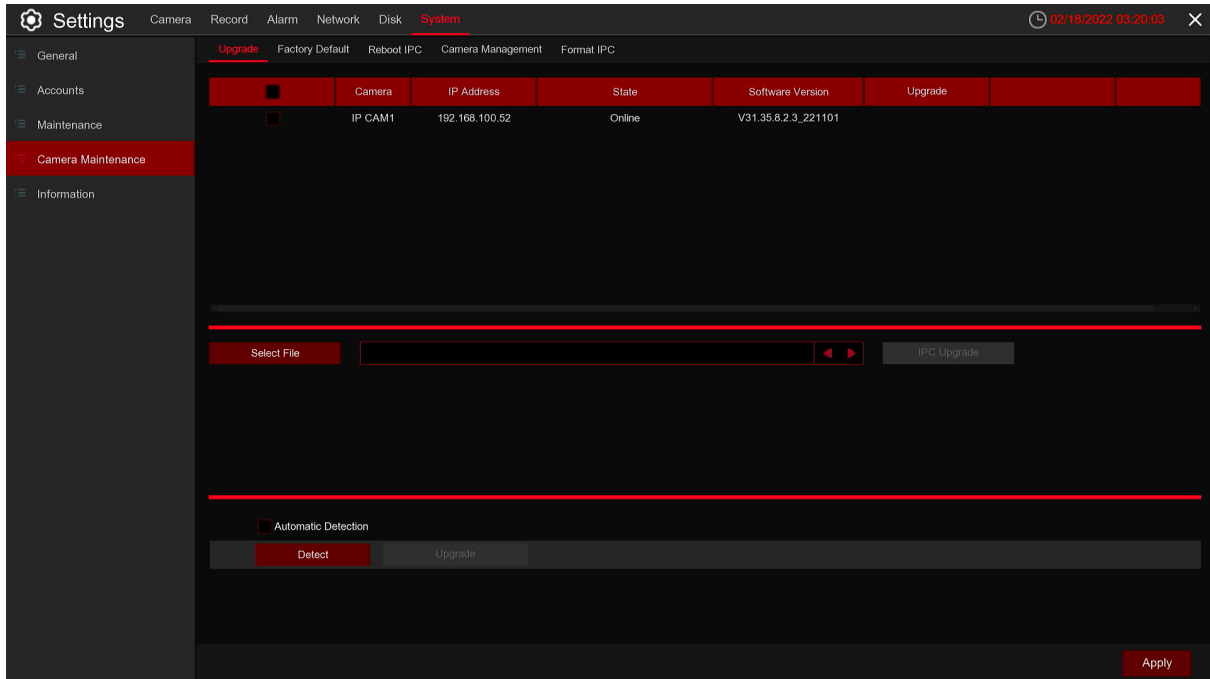 Settings Camera Record Alarm Network Disk System 02/18/2022 03:20:03
General
Accounts
Maintenance
Camera Maintenance
Information
Upgrade Factory Default Reboot IPC Camera Management Format IPC
Camera IP Address State Software Version Upgrade
IP CAM1 192.168.100.52 Online V31.35.8.2.3_221101
Select File IPC Upgrade
Automatic Detection
Detect Upgrade
Apply